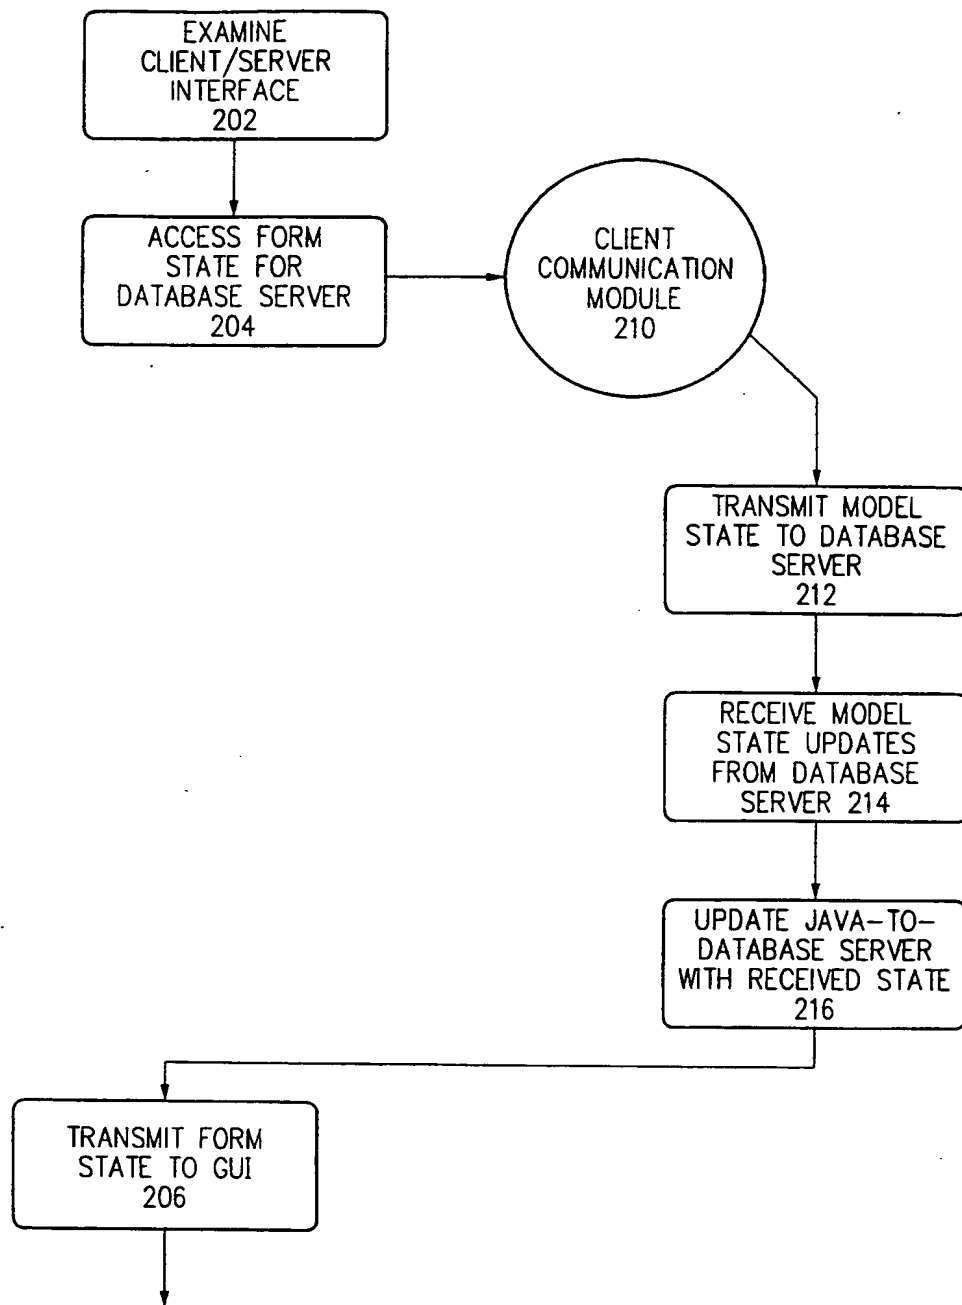 EXAMINE
CLIENT/SERVER
INTERFACE
202
ACCESS FORM
STATE FOR
DATABASE SERVER
204
CLIENT
COMMUNICATION
MODULE
210
TRANSMIT MODEL
STATE TO DATABASE
SERVER
212
RECEIVE MODEL
STATE UPDATES
FROM DATABASE
SERVER 214
UPDATE JAVA-TO-
DATABASE SERVER
WITH RECEIVED STATE
216
TRANSMIT FORM
STATE TO GUI
206